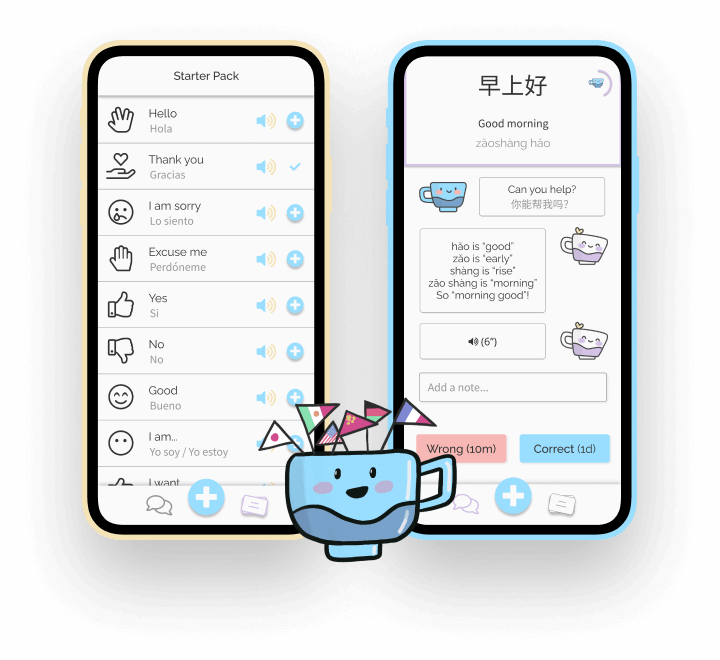 Starter Pack
Hello
Hola
Thank you
Gracias
I am sorry
Lo siento
Excuse me
Perdóneme
Yes
Si
No
No
Good
Bueno
I am...
Yo soy / Yo estoy
I want
早上好
Good morning
zǎoshàng hǎo
Can you help?
你能帮我吗?
hǎo is “good”
zǎo is “early”
shàng is “rise”
zǎo shàng is “morning”
So “morning good”!
(6”)
Add a note...
Wrong (10m)
Correct (1d)